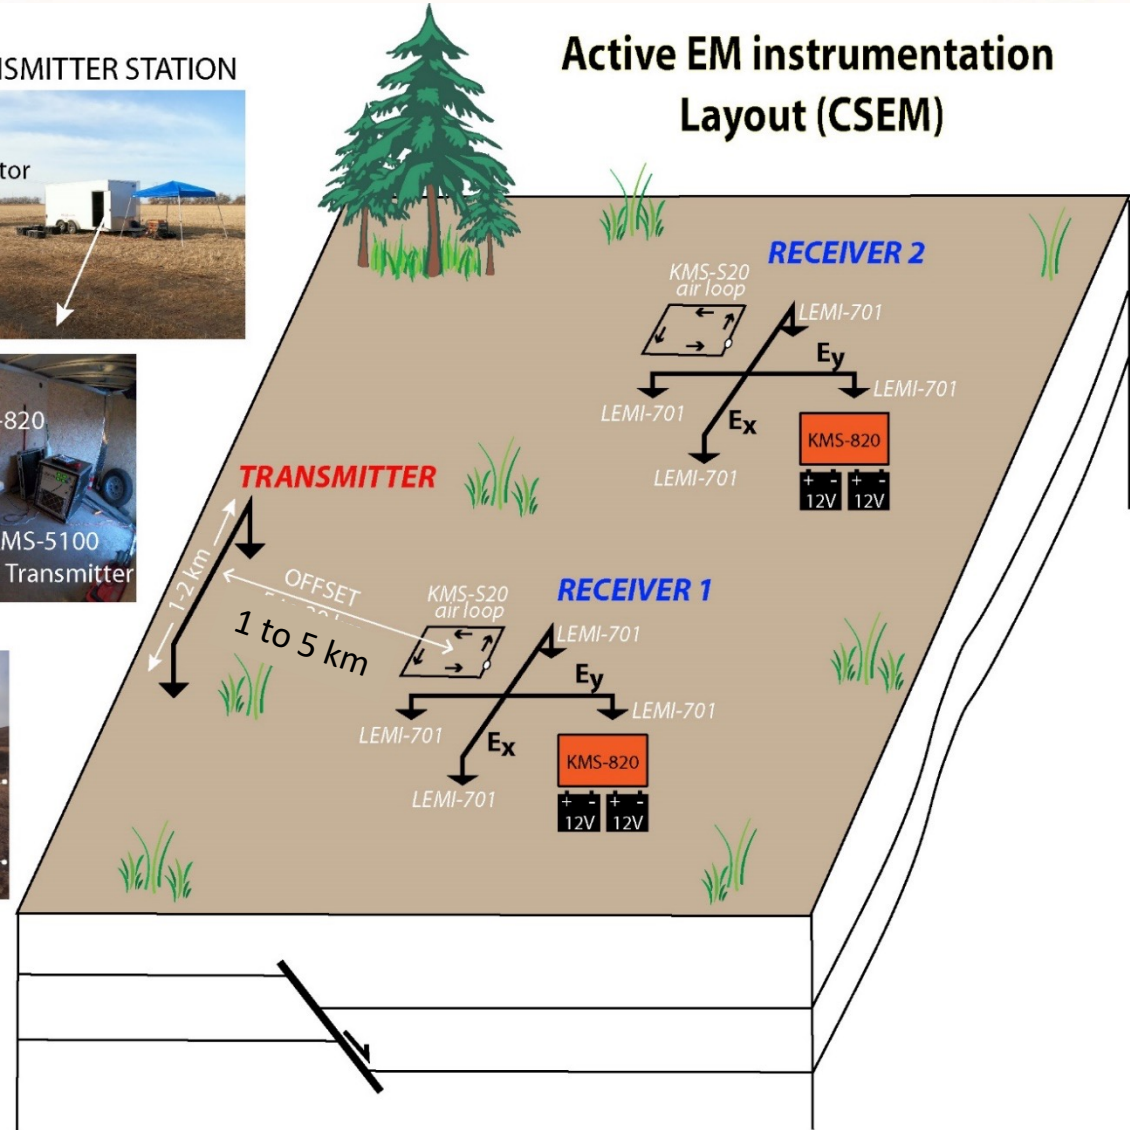 NSMITTER STATION
Active EM instrumentation
Layout (CSEM)
tor
RECEIVER 2
KMS-S20
air loop
LEMI-701
Ey
LEMI-701
LEMI-701
Ex
KMS-820
LEMI-701
+ - + -
12V 12V
-820
TRANSMITTER
MS-5100
Transmitter
1-2 km
OFFSET
1 to 5 km
RECEIVER 1
KMS-S20
air loop
LEMI-701
Ey
LEMI-701
LEMI-701
Ex
KMS-820
LEMI-701
+ - + -
12V 12V